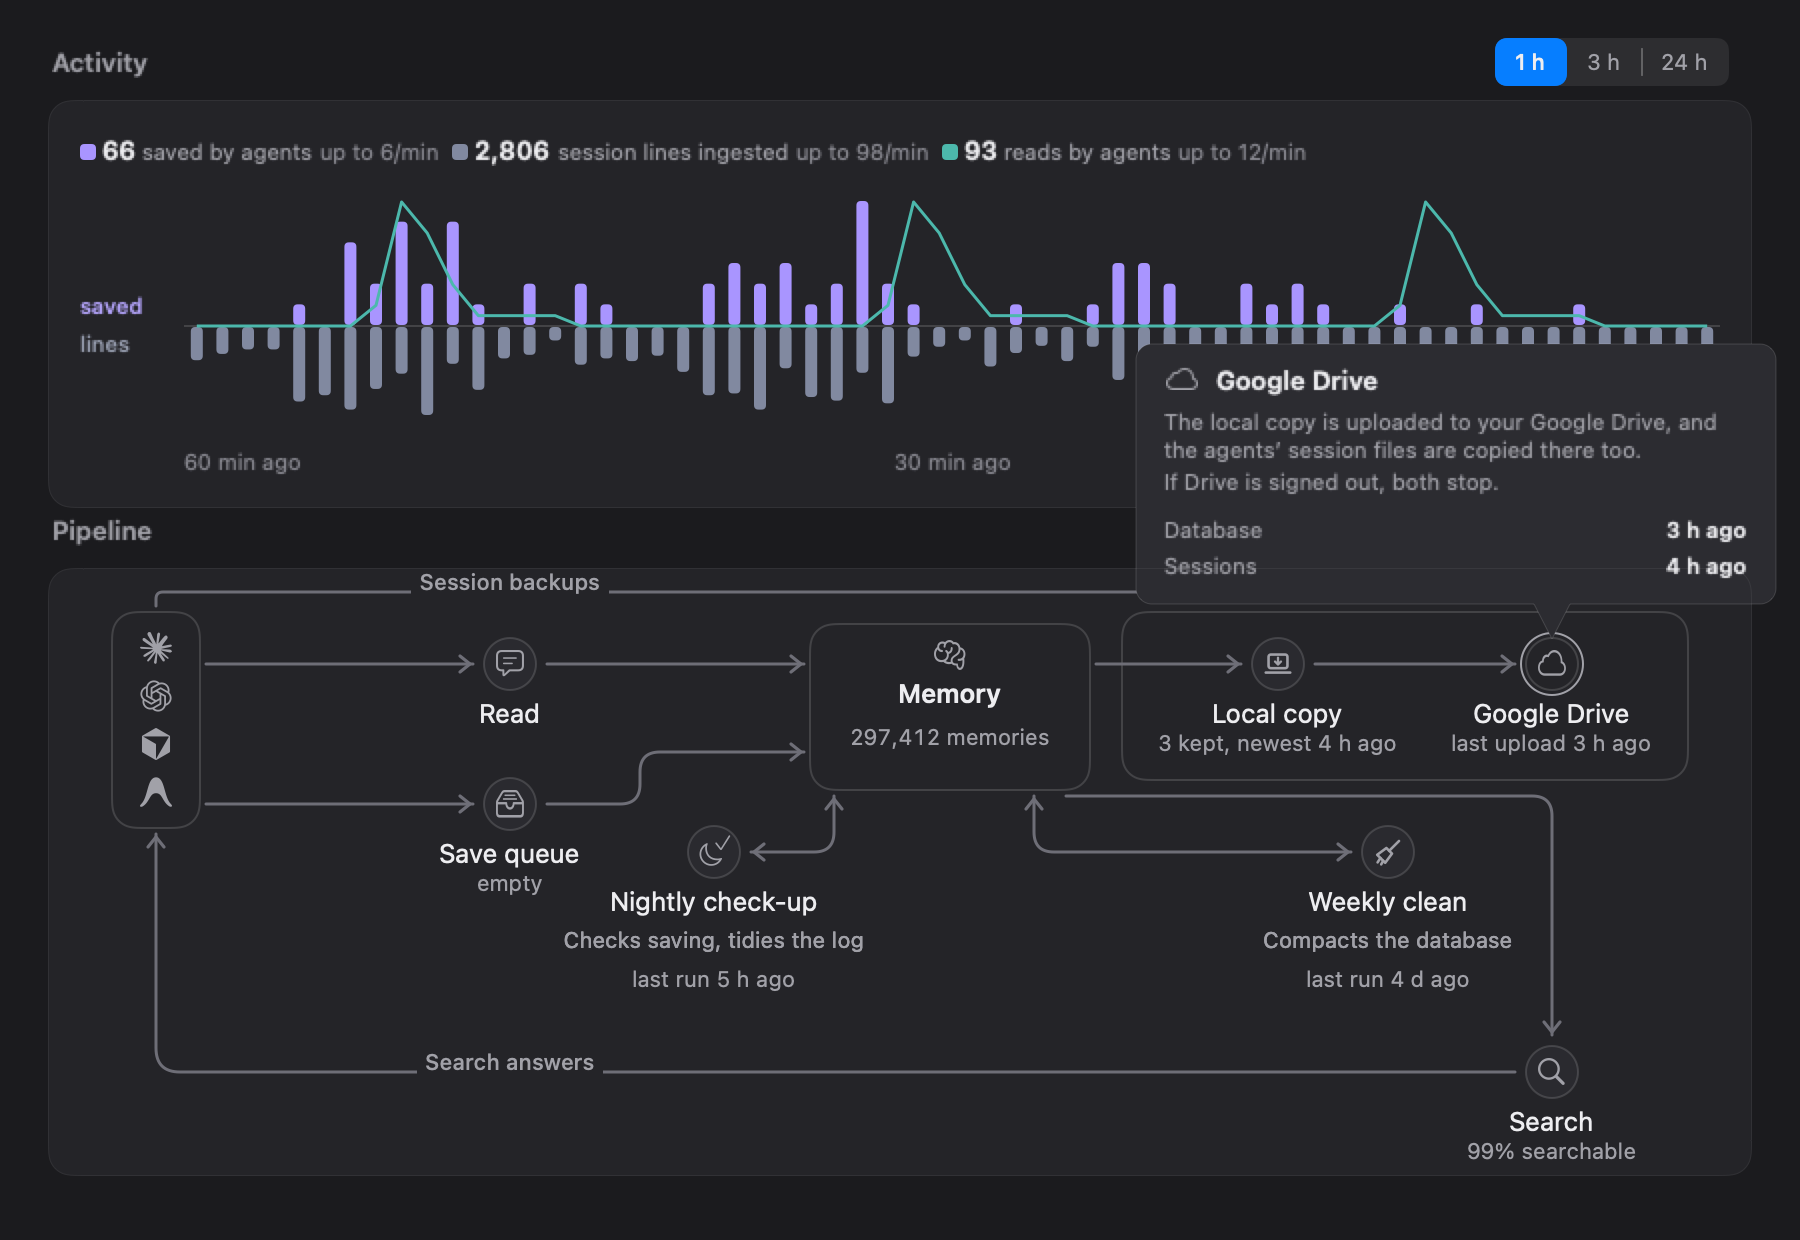 Activity
1 h 3 h 24 h
66 saved by agents up to 6/min 2,806 session lines ingested up to 98/min 93 reads by agents up to 12/min
saved
lines
60 min ago 30 min ago
Google Drive
The local copy is uploaded to your Google Drive, and
the agents’ session files are copied there too.
If Drive is signed out, both stop.
Database 3 h ago
Sessions 4 h ago
Pipeline
Session backups
Read
Memory
297,412 memories
Local copy
3 kept, newest 4 h ago
Google Drive
last upload 3 h ago
Save queue
empty
Nightly check-up
Checks saving, tidies the log
last run 5 h ago
Weekly clean
Compacts the database
last run 4 d ago
Search answers
Search
99% searchable